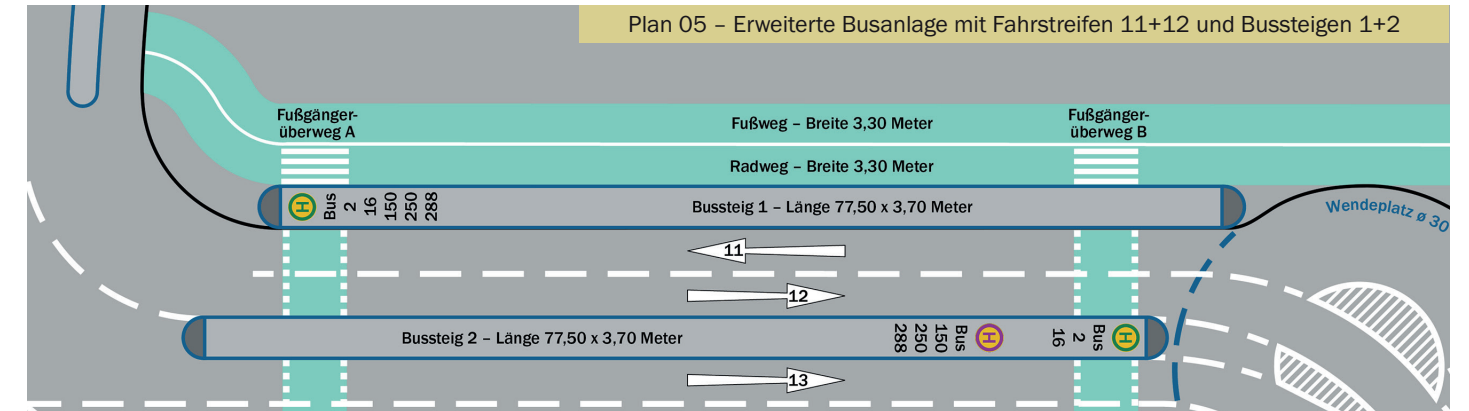 Plan 05 – Erweiterte Busanlage mit Fahrstreifen 11+12 und Bussteigen 1+2
Fußgänger-
überweg A
Fußweg – Breite 3,30 Meter
Fußgänger-
überweg B
Radweg – Breite 3,30 Meter
H
Bus
2
16
150
250
288
Bussteig 1 – Länge 77,50 x 3,70 Meter
Wendeplatz ø 30
11
12
Bussteig 2 – Länge 77,50 x 3,70 Meter
288
250
150
Bus
H
16
2
Bus
H
13